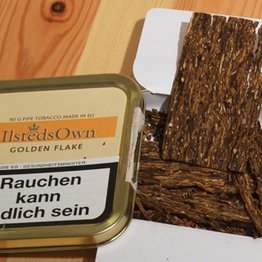 50 G PIPE TOBACCO MADE IN EU
IlstedsOwn
GOLDEN FLAKE
DIE EG - GESUNDHEITSMINISTER:
Rauchen
kann
dlich sein